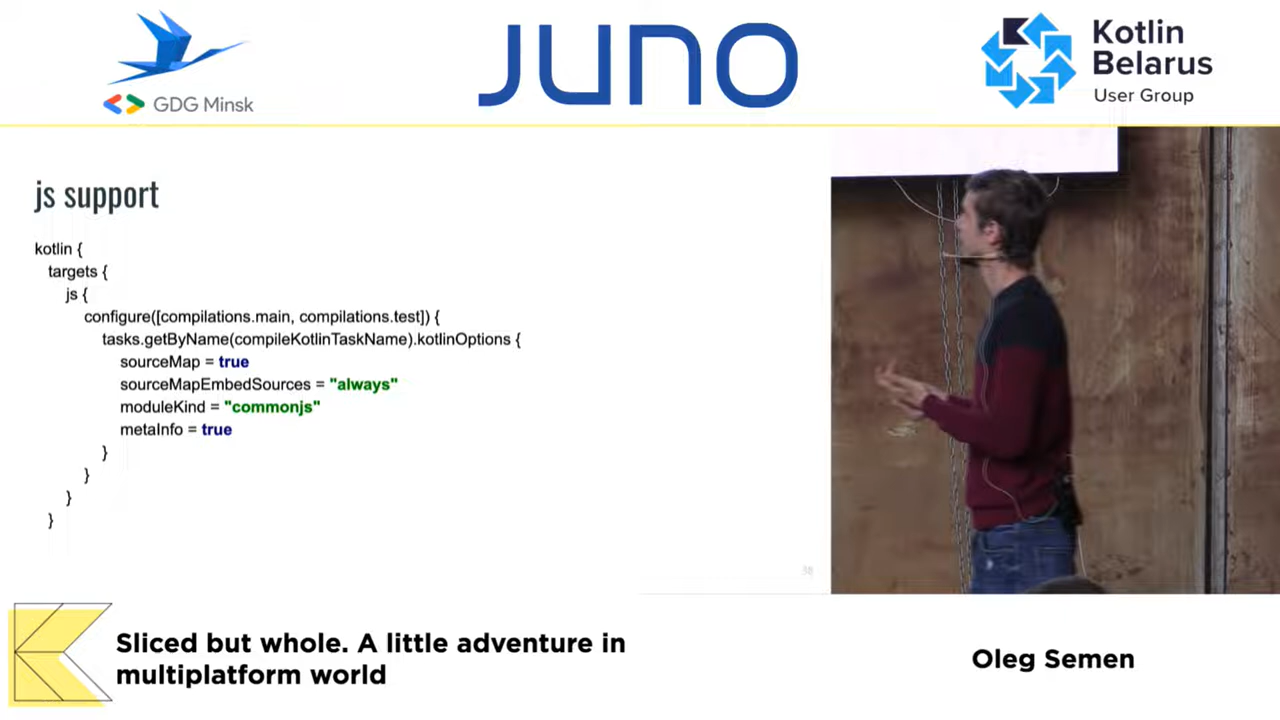 GDG Minsk
JUNO
Kotlin
Belarus
User Group
js support
kotlin {
targets {
js {
configure([compilations.main, compilations.test]) {
tasks.getByName(compileKotlinTaskName).kotlinOptions {
sourceMap = true
sourceMapEmbedSources = "always"
moduleKind = "commonjs"
metaInfo = true
}
}
}
}
38
Sliced but whole. A little adventure in
multiplatform world
Oleg Semen